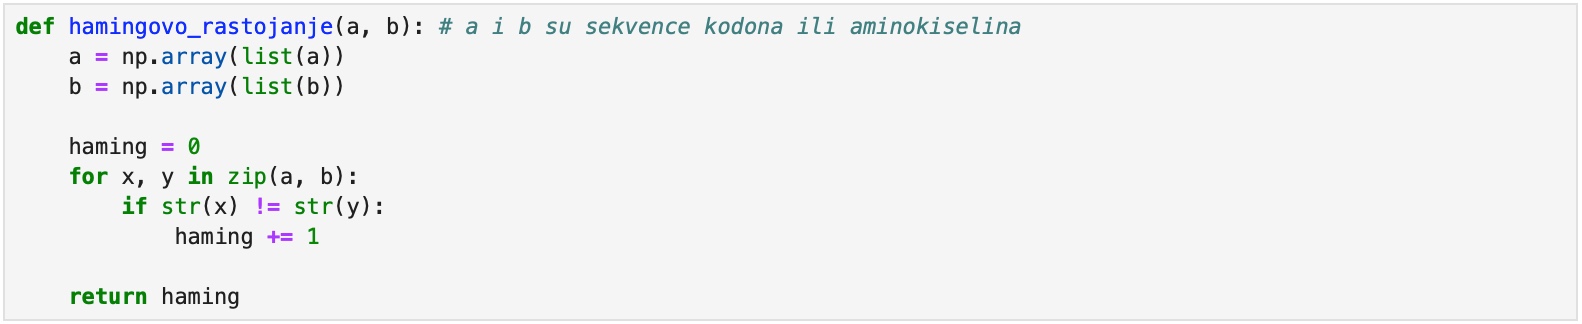 def hamingovo_rastojanje(a, b): # a i b su sekvence kodona ili aminokiselina
    a = np.array(list(a))
    b = np.array(list(b))

    haming = 0
    for x, y in zip(a, b):
        if str(x) != str(y):
            haming += 1

    return haming